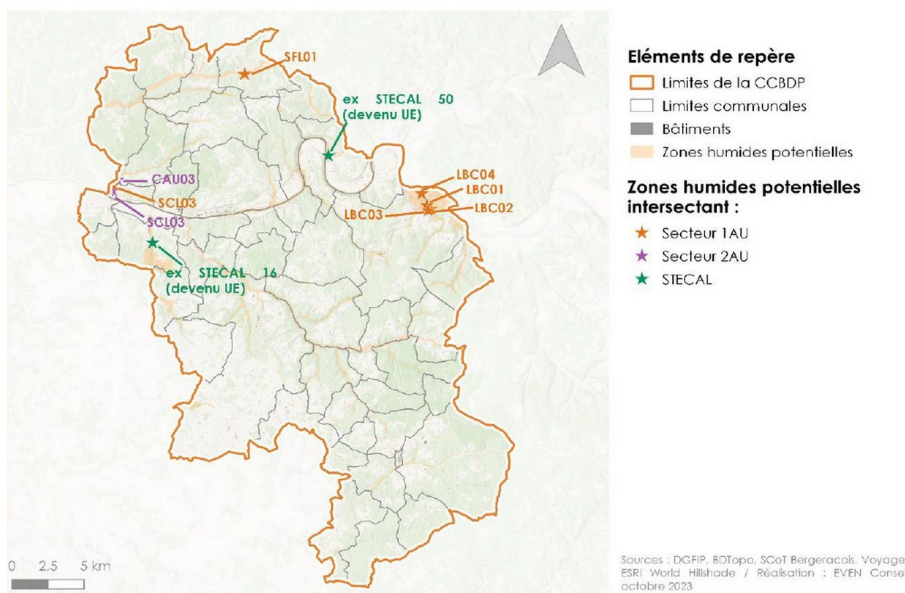 SFL01
ex STECAL 50
(devenu UE)
CAU03
SCL03
SCL03
LBC04
LBC01
LBC03
LBC02
ex STECAL 16
(devenu UE)
0 2.5 5 km
Eléments de repère
Limites de la CCBDP
Limites communales
Bâtiments
Zones humides potentielles
Zones humides potentielles
intersectant :
Secteur 1AU
Secteur 2AU
STECAL
Sources : DGFIP, BDTopo, SCoT Bergeracois, Voyage
ESRI World Hillshade / Réalisation : EVEN Conse
octobre 2023